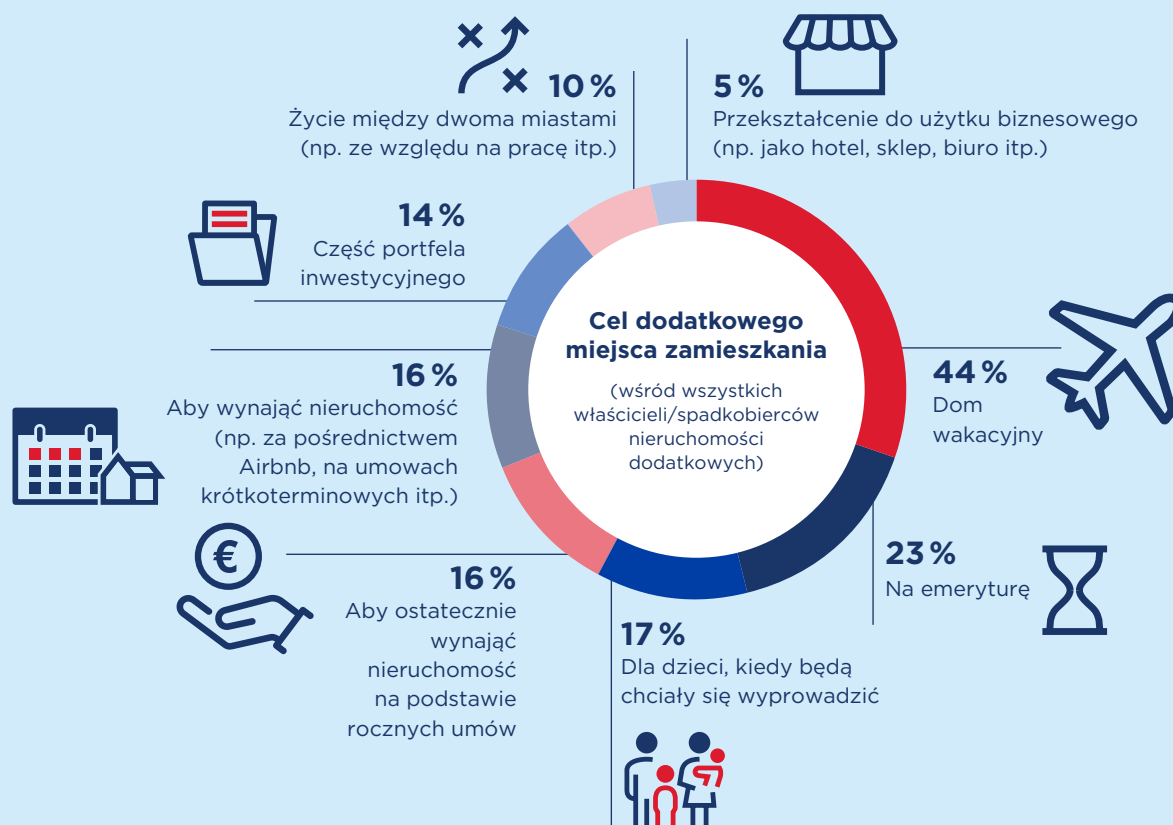 10 %
Życie między dwoma miastami
(np. ze względu na pracę itp.)
5 %
Przekształcenie do użytku biznesowego
(np. jako hotel, sklep, biuro itp.)
14 %
Część portfela
inwestycyjnego
Cel dodatkowego
miejsca zamieszkania
(wśród wszystkich
właścicieli/spadkobierców
nieruchomości
dodatkowych)
44 %
Dom
wakacyjny
16 %
Aby wynająć nieruchomość
(np. za pośrednictwem
Airbnb, na umowach
krótkoterminowych itp.)
23 %
Na emeryturę
€
16 %
Aby ostatecznie
wynająć
nieruchomość
na podstawie
rocznych umów
17 %
Dla dzieci, kiedy będą
chciały się wyprowadzić